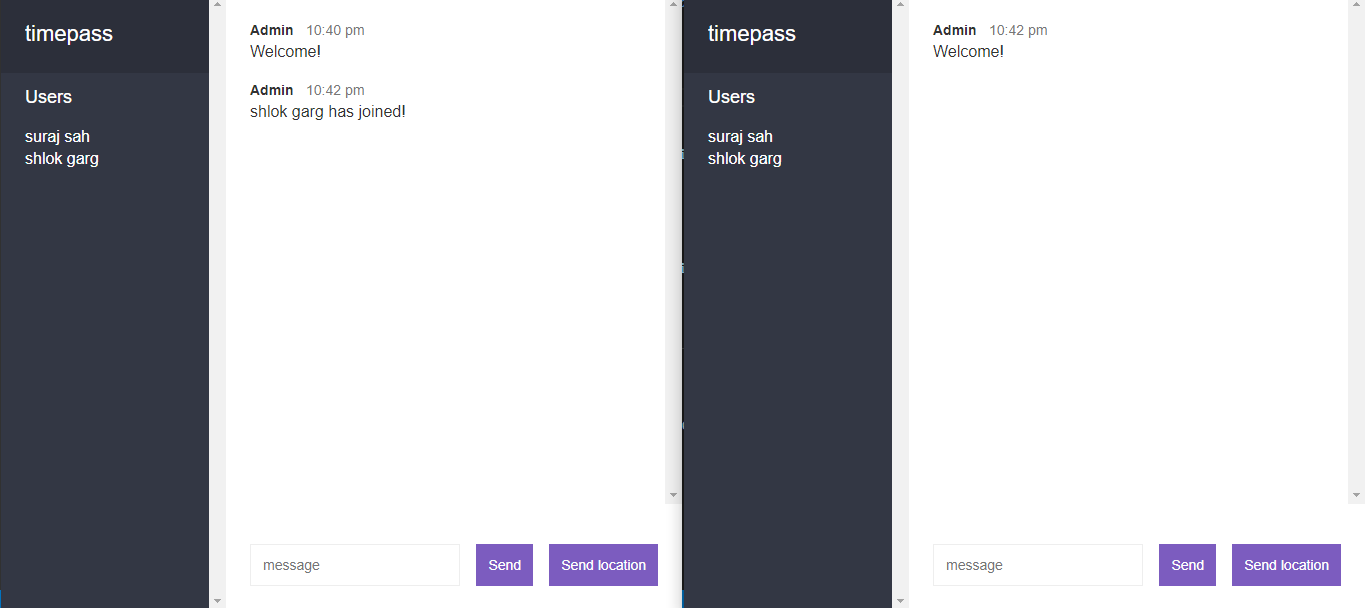 timepass
Users
suraj sah
shlok garg
Admin 10:40 pm
Welcome!
Admin 10:42 pm
shlok garg has joined!
message
Send
Send location
timepass
Users
suraj sah
shlok garg
Admin 10:42 pm
Welcome!
message
Send
Send location